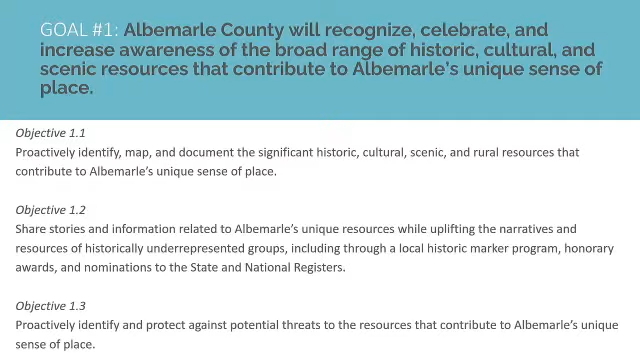 GOAL #1: Albemarle County will recognize, celebrate, and
increase awareness of the broad range of historic, cultural, and
scenic resources that contribute to Albemarle's unique sense of
place.
Objective 1.1
Proactively identify, map, and document the significant historic, cultural, scenic, and rural resources that
contribute to Albemarle's unique sense of place.
Objective 1.2
Share stories and information related to Albemarle's unique resources while uplifting the narratives and
resources of historically underrepresented groups, including through a local historic marker program, honorary
awards, and nominations to the State and National Registers.
Objective 1.3
Proactively identify and protect against potential threats to the resources that contribute to Albemarle's unique
sense of place.